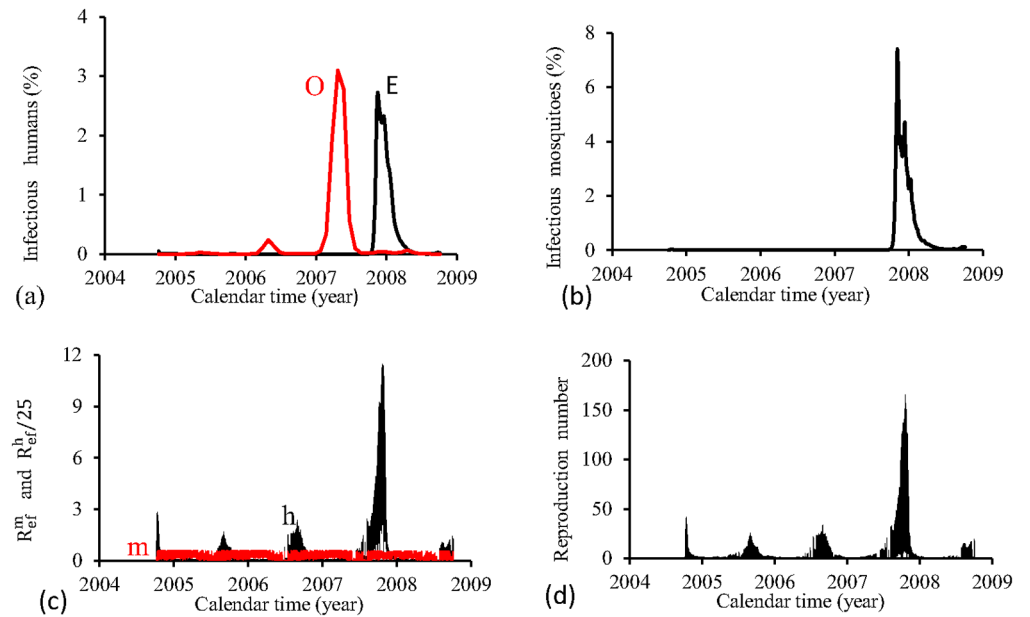 4
3
2
1
0
Infectious humans (%)
O
E
2004 2005 2006 2007 2008 2009
Calendar time (year)
(a)
8
6
4
2
0
Infectious mosquitoes (%)
2004 2005 2006 2007 2008 2009
Calendar time (year)
(b)
12
9
6
3
0
R_ef^m and R_ef^h/25
h
m
2004 2005 2006 2007 2008 2009
Calendar time (year)
(c)
200
150
100
50
0
Reproduction number
2004 2005 2006 2007 2008 2009
Calendar time (year)
(d)